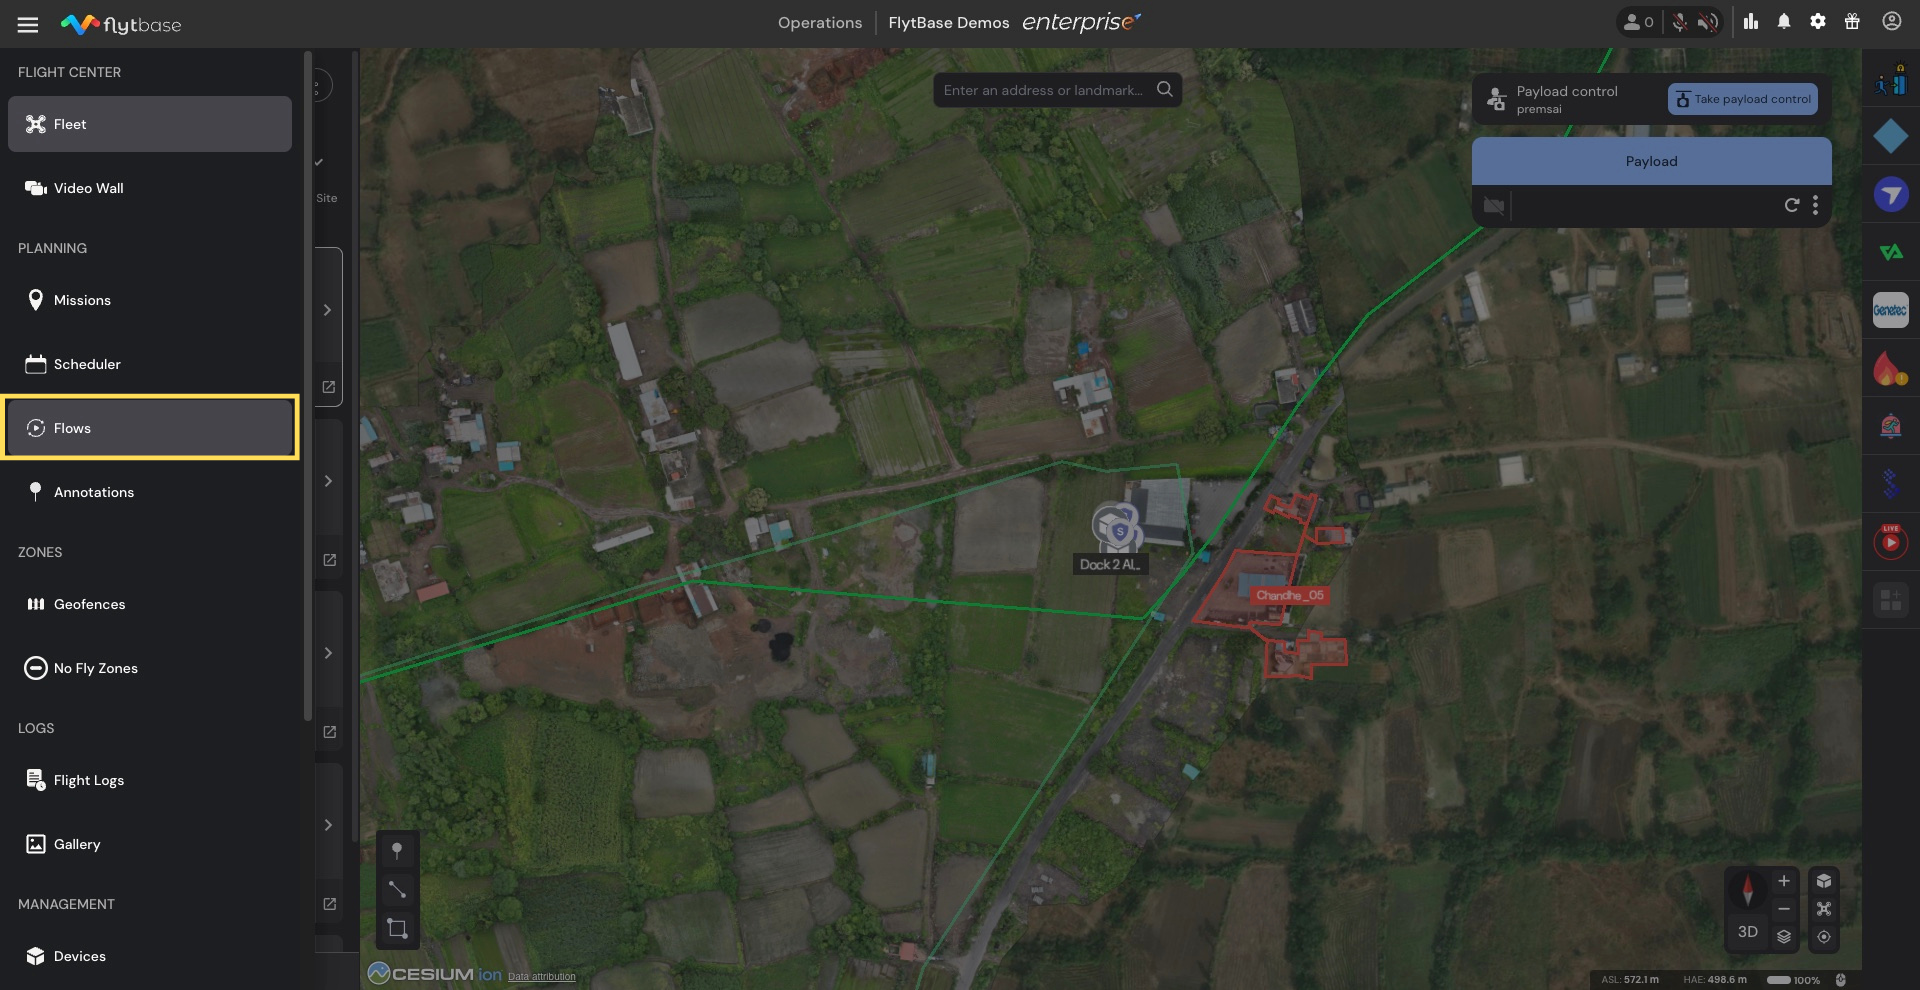 flytbase
Operations
FlytBase Demos
enterprise
0
FLIGHT CENTER
Fleet
Video Wall
PLANNING
Missions
Scheduler
Flows
Annotations
ZONES
Geofences
No Fly Zones
LOGS
Flight Logs
Gallery
MANAGEMENT
Devices
Site
Enter an address or landmark...
Payload control
premsai
Take payload control
Payload
Genetec
LIVE
S
Dock 2 Al...
Chandhe_05
3D
CESIUM ion
Data attribution
ASL: 572.1 m
HAE: 498.6 m
100%